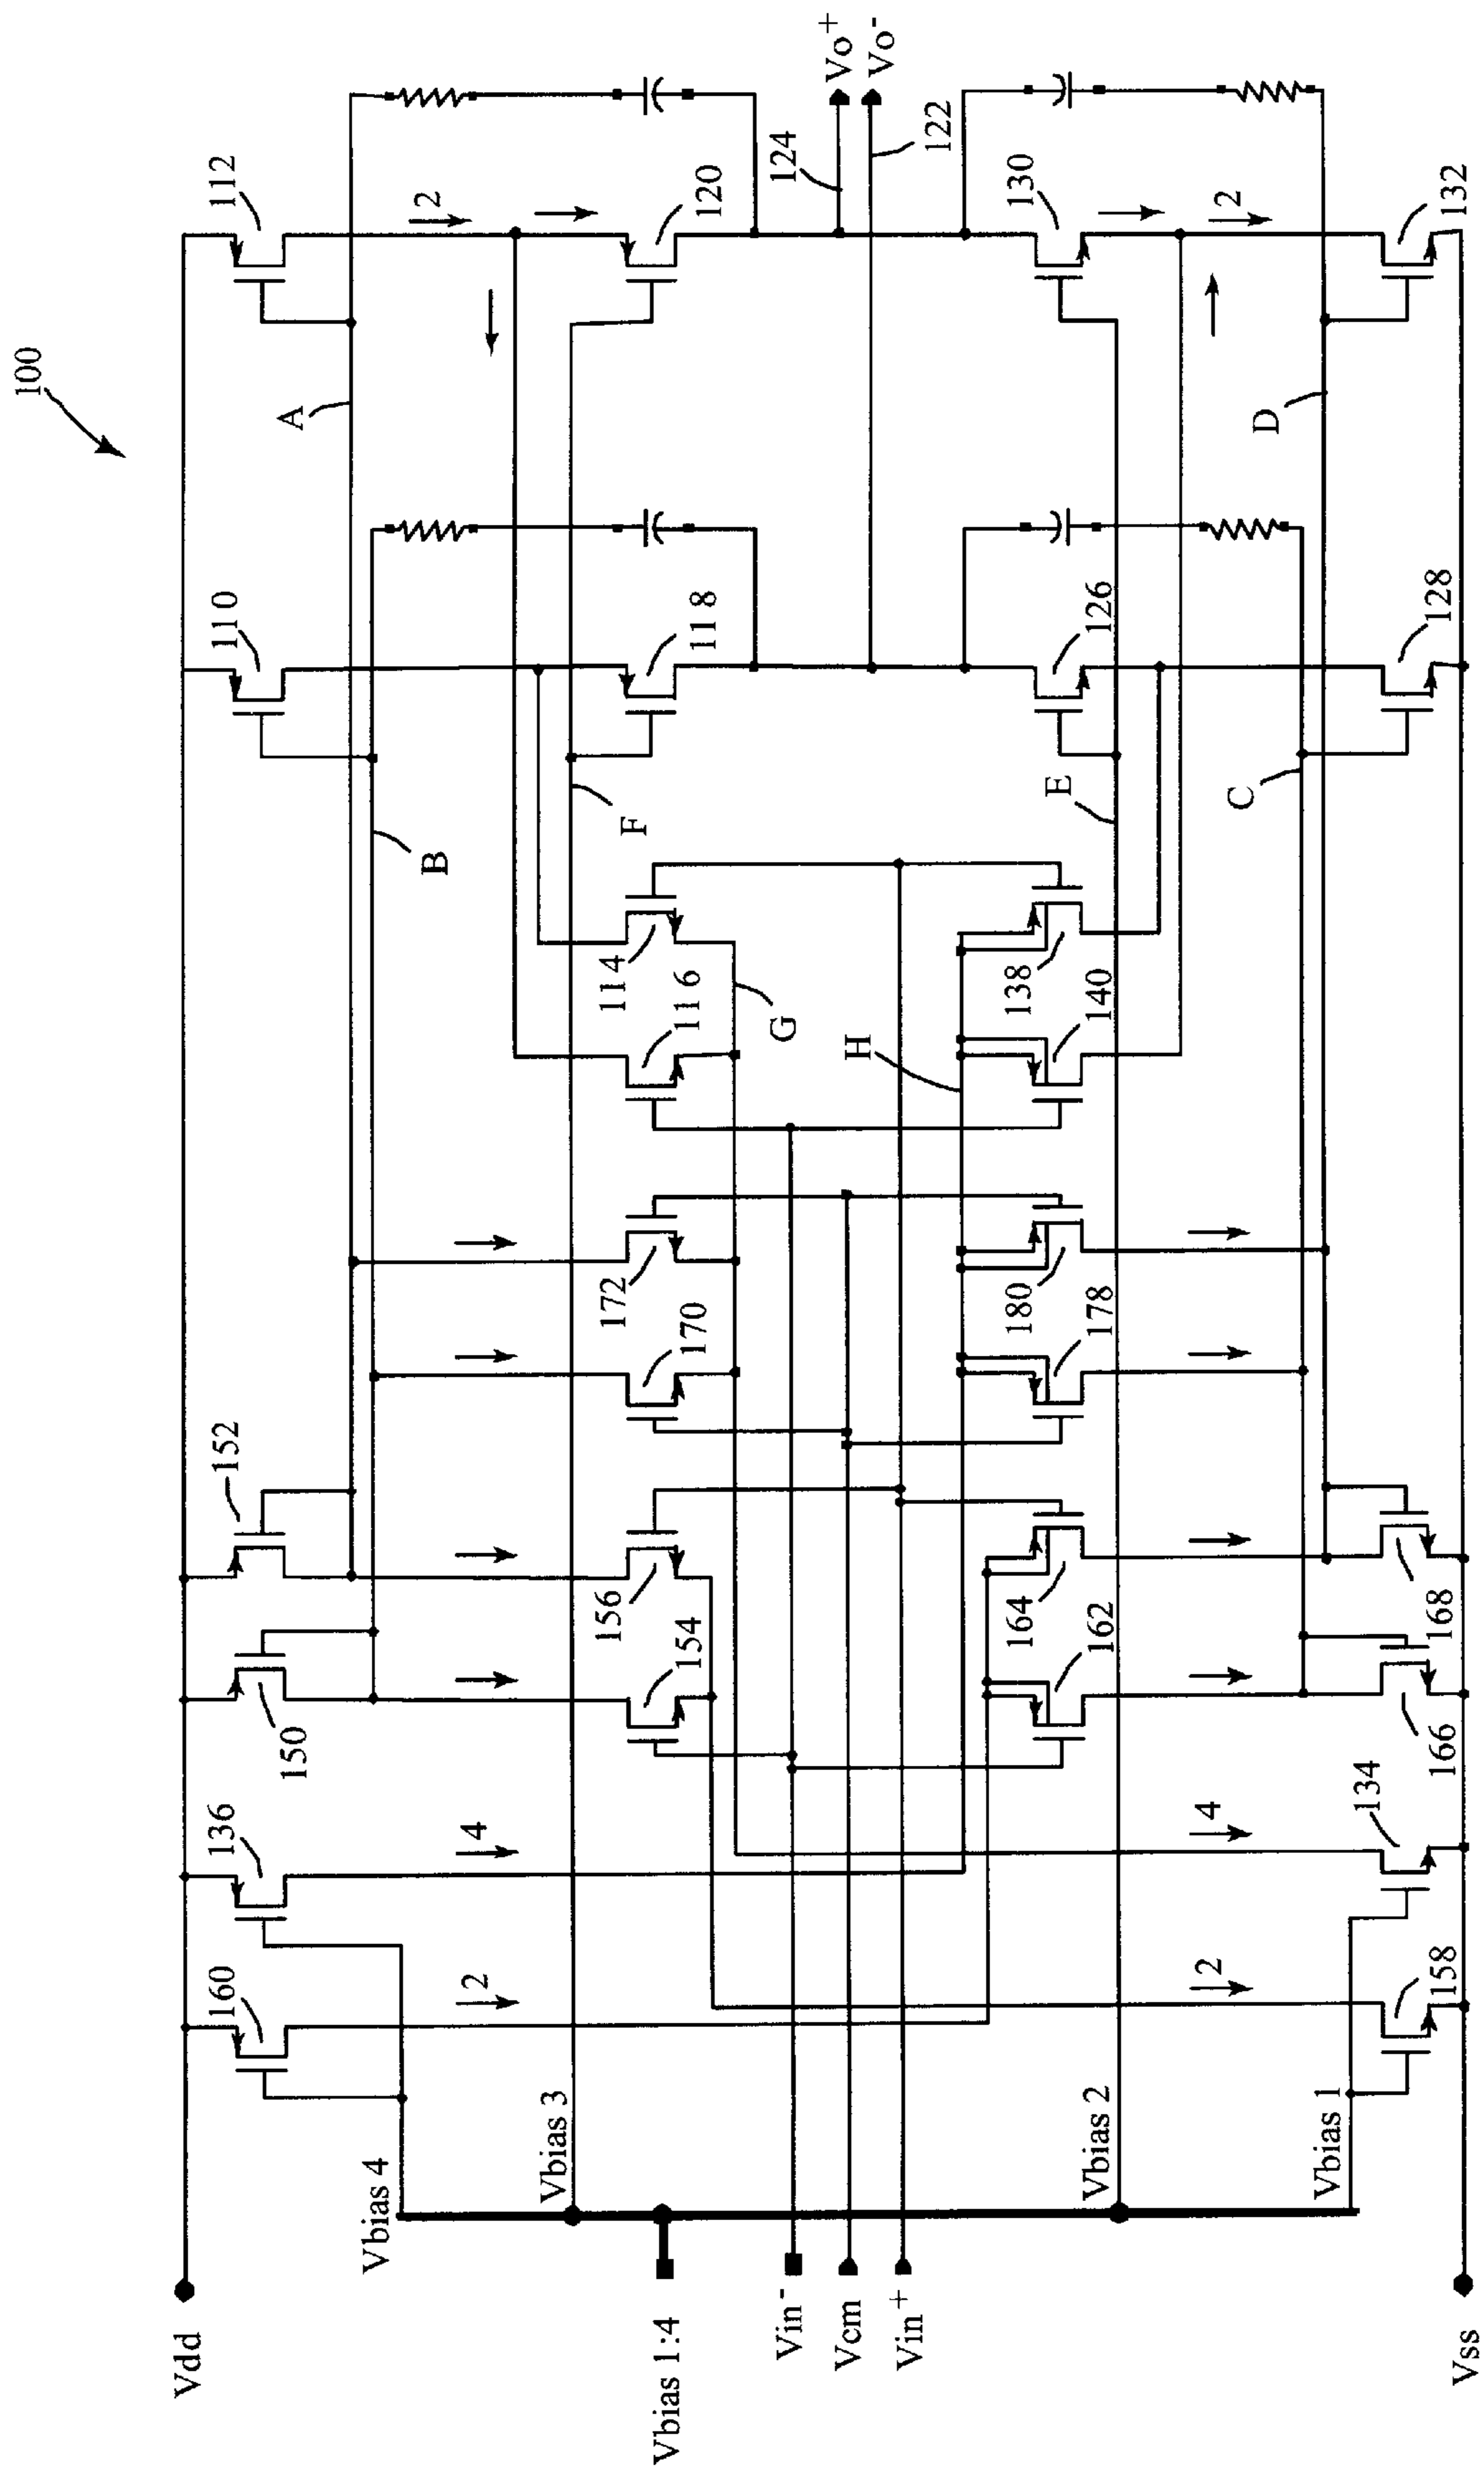 100
Vdd
Vbias 4
Vbias 3
Vbias 1:4
Vin-
Vcm
Vin+
Vbias 2
Vbias 1
Vss
160
136
150
152
110
112
2
4
A
B
F
2
154
156
170
172
116
114
118
120
G
H
124
122
Vo+
Vo-
162
164
178
180
140
138
126
130
E
C
D
2
4
2
158
134
166
168
128
132